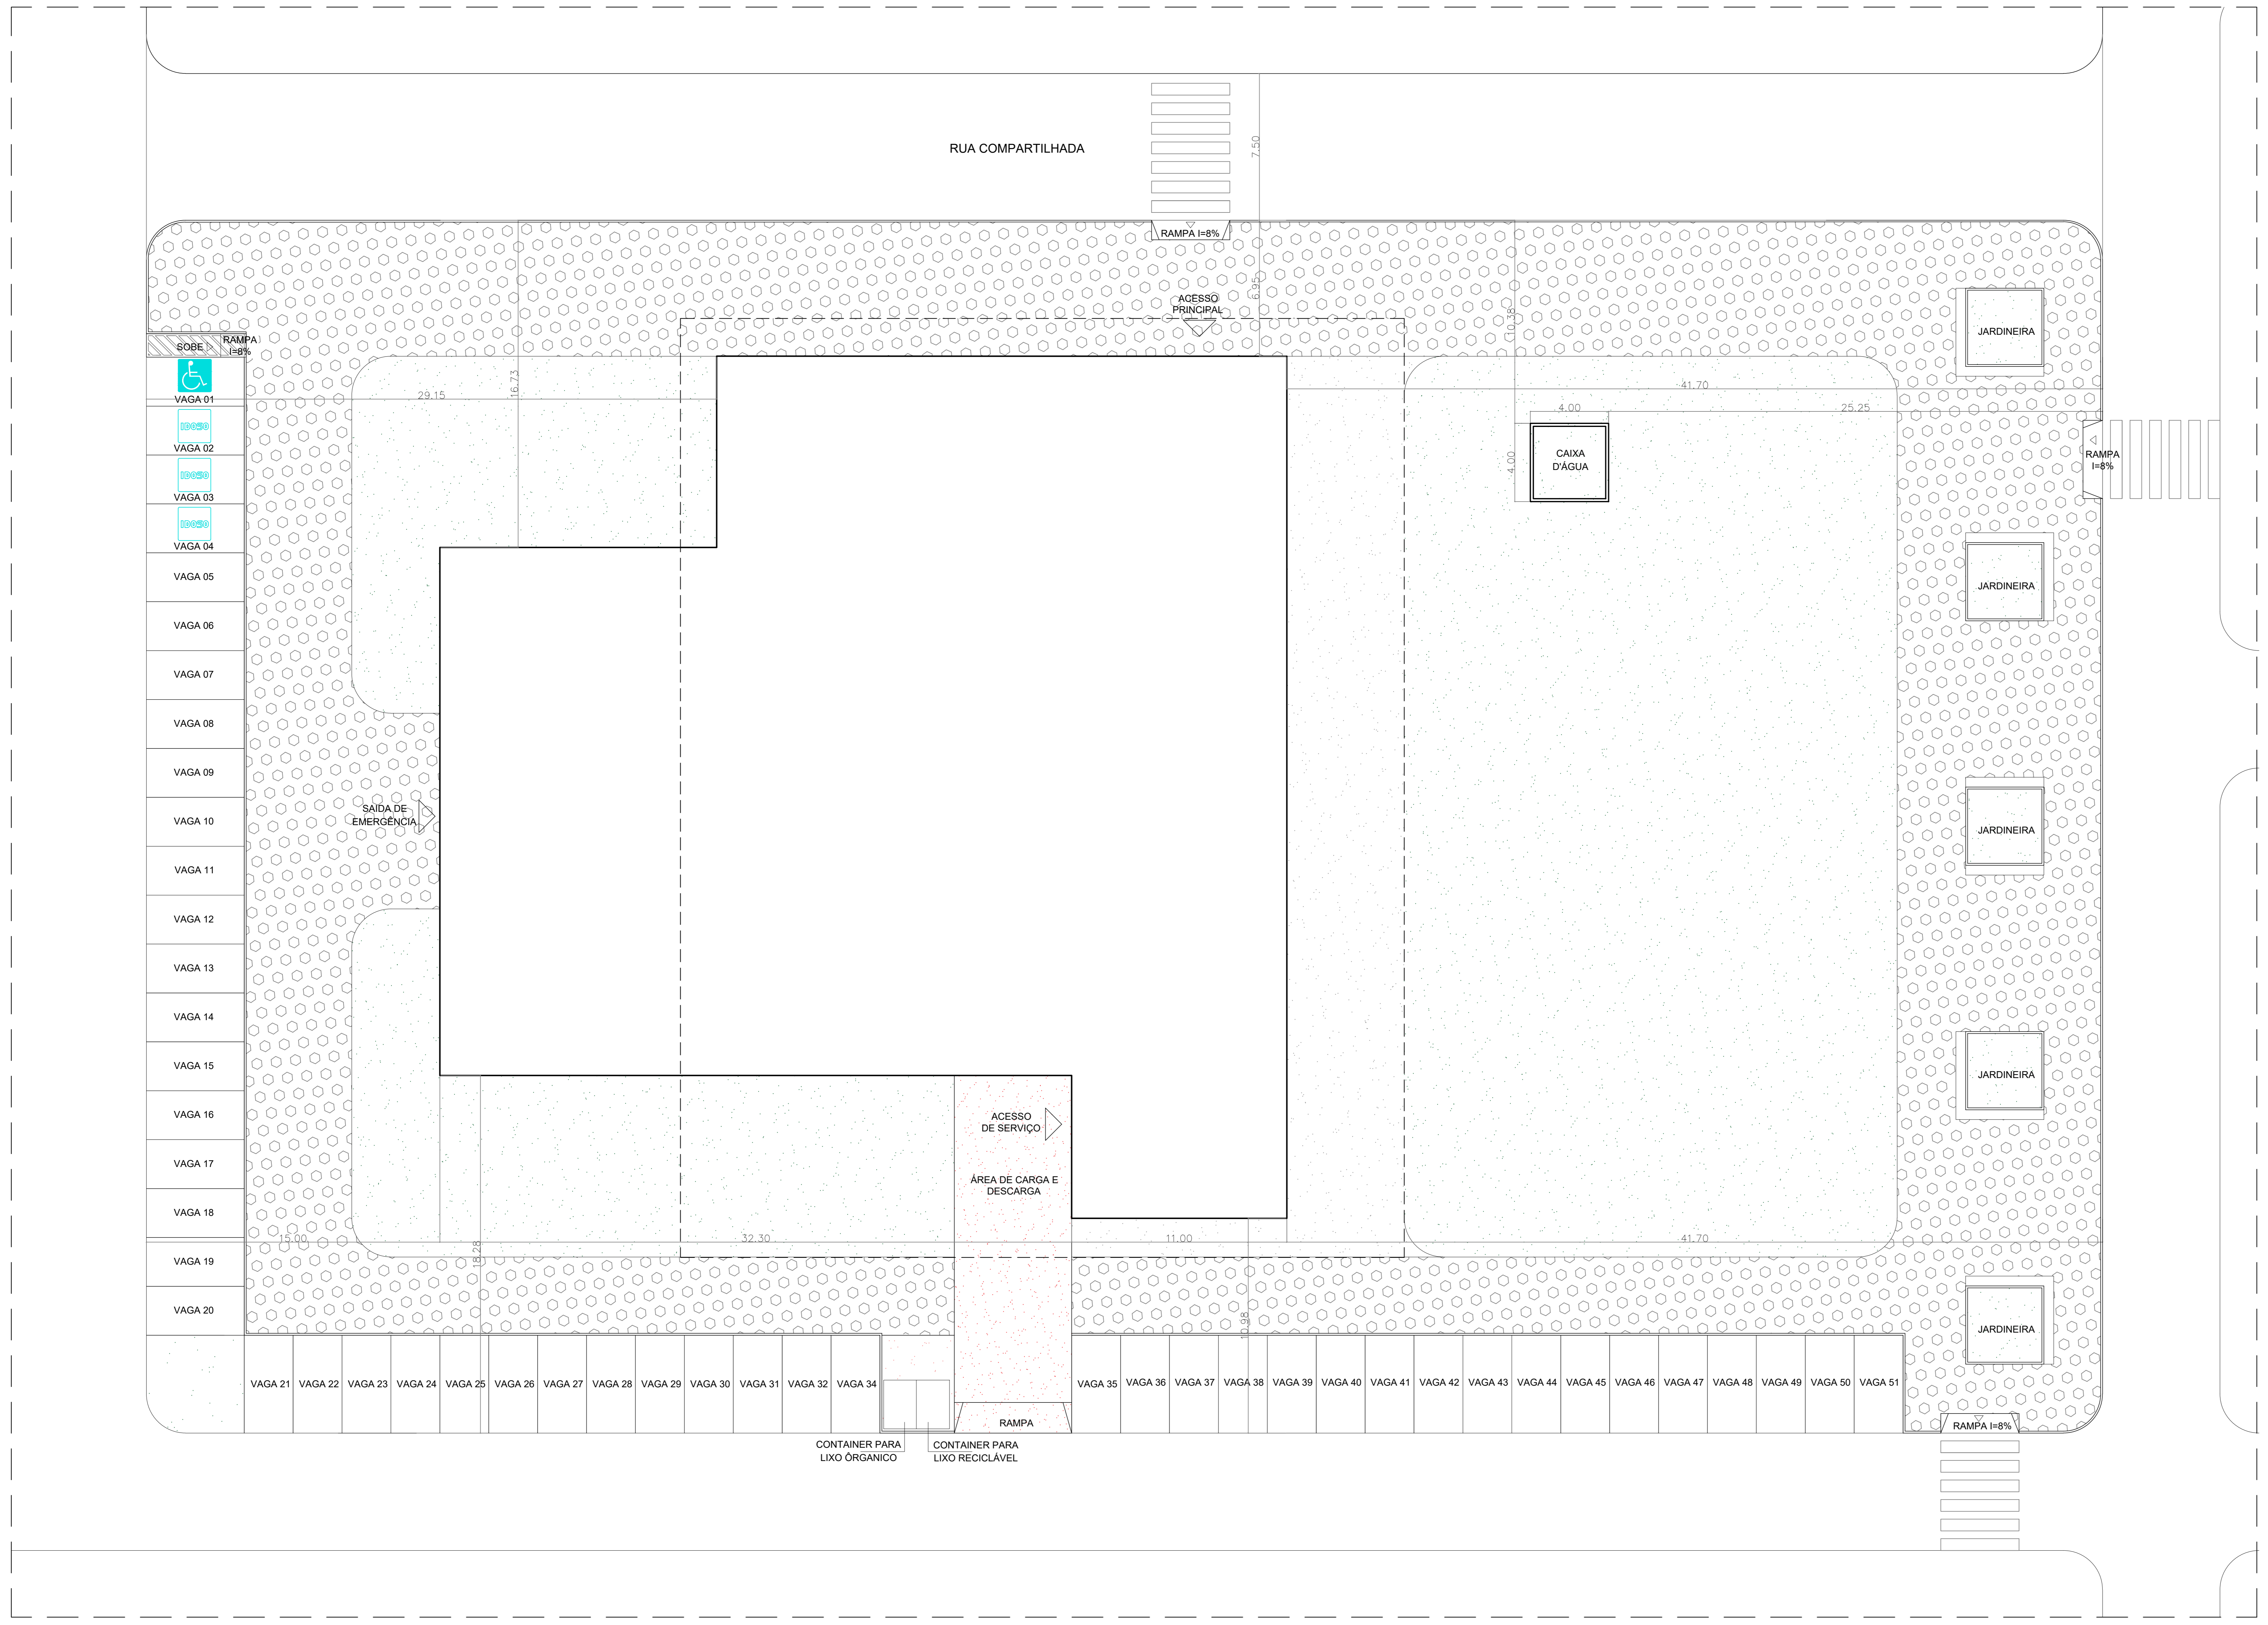 RUA COMPARTILHADA
7.50
RAMPA I=8%
6.95
ACESSO
PRINCIPAL
10.38
JARDINEIRA
SOBE
RAMPA
I=8%
VAGA 01
29.15
16.73
41.70
4.00
25.25
IDOSO
VAGA 02
CAIXA
D'ÁGUA
4.00
RAMPA
I=8%
IDOSO
VAGA 03
IDOSO
VAGA 04
VAGA 05
JARDINEIRA
VAGA 06
VAGA 07
VAGA 08
VAGA 09
SAÍDA DE
EMERGÊNCIA
VAGA 10
JARDINEIRA
VAGA 11
VAGA 12
VAGA 13
VAGA 14
VAGA 15
JARDINEIRA
VAGA 16
ACESSO
DE SERVIÇO
VAGA 17
ÁREA DE CARGA E
DESCARGA
VAGA 18
15.00
18.28
32.30
11.00
41.70
VAGA 19
VAGA 20
10.98
JARDINEIRA
VAGA 21
VAGA 22
VAGA 23
VAGA 24
VAGA 25
VAGA 26
VAGA 27
VAGA 28
VAGA 29
VAGA 30
VAGA 31
VAGA 32
VAGA 34
VAGA 35
VAGA 36
VAGA 37
VAGA 38
VAGA 39
VAGA 40
VAGA 41
VAGA 42
VAGA 43
VAGA 44
VAGA 45
VAGA 46
VAGA 47
VAGA 48
VAGA 49
VAGA 50
VAGA 51
RAMPA
RAMPA I=8%
CONTAINER PARA
LIXO ÔRGANICO
CONTAINER PARA
LIXO RECICLÁVEL